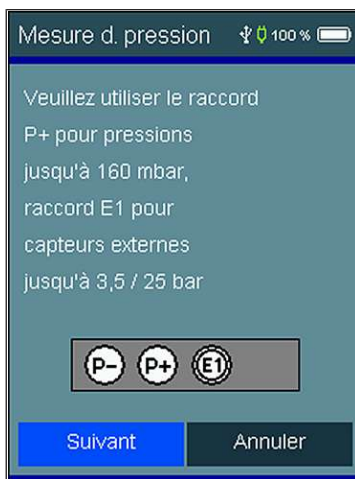 Mesure d. pression 100 %
Veuillez utiliser le raccord
P+ pour pressions
jusqu'à 160 mbar,
raccord E1 pour
capteurs externes
jusqu'à 3,5 / 25 bar
P- P+ E1
Suivant Annuler